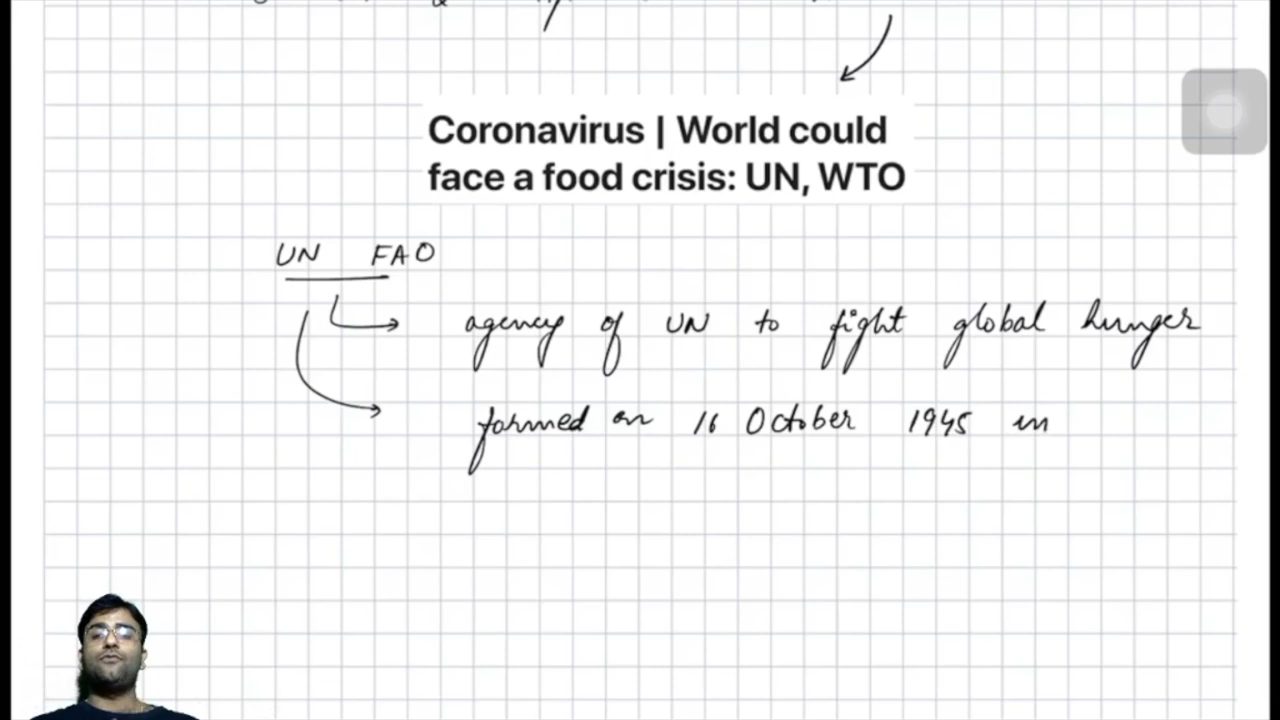 Coronavirus | World could
face a food crisis: UN, WTO
UN FAO
agency of UN to fight global hunger
formed on 16 October 1945 in